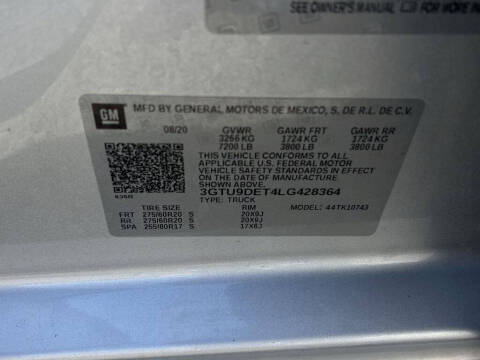 SEE OWNER'S MANUAL FOR MORE
GM MFD BY GENERAL MOTORS DE MEXICO, S. DE R.L. DE C.V.
08/20 GVWR GAWR FRT GAWR RR
3266 KG 1724 KG 1724 KG
7200 LB 3800 LB 3800 LB
THIS VEHICLE CONFORMS TO ALL
APPLICABLE U.S. FEDERAL MOTOR
VEHICLE SAFETY STANDARDS IN
EFFECT ON THE DATE OF
MANUFACTURE SHOWN ABOVE.
3GTU9DET4LG428364
TYPE: TRUCK
TIRE SIZE RIM MODEL: 44TK10743
FRT 275/60R20 S 20X9J
RR 275/60R20 S 20X9J
SPA 255/80R17 S 17X8J